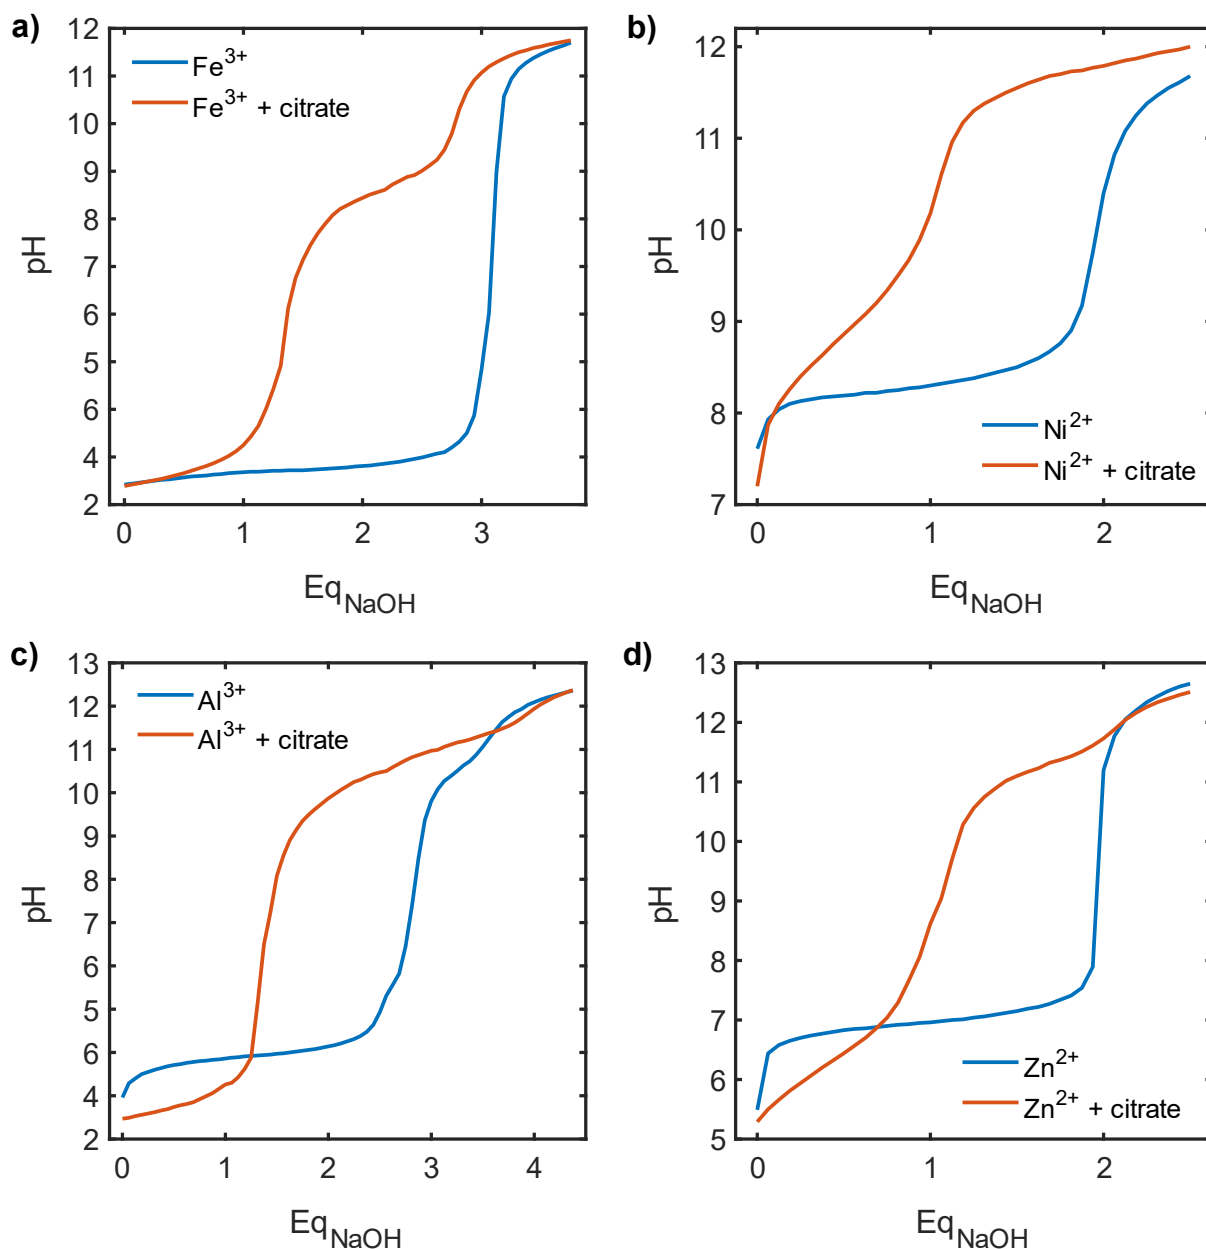 a)
12
11
10
9
8
7
6
5
6
4
2
pH
Fe3+
Fe3+ + citrate
0 1 2 3
EqNaOH
b)
12
11
10
9
8
7
pH
Ni2+
Ni2+ + citrate
0 1 2
EqNaOH
c)
13
12
11
10
9
8
7
6
5
6
4
2
pH
Al3+
Al3+ + citrate
0 1 2 3 4
EqNaOH
d)
13
12
11
10
9
8
7
6
5
pH
Zn2+
Zn2+ + citrate
0 1 2
EqNaOH